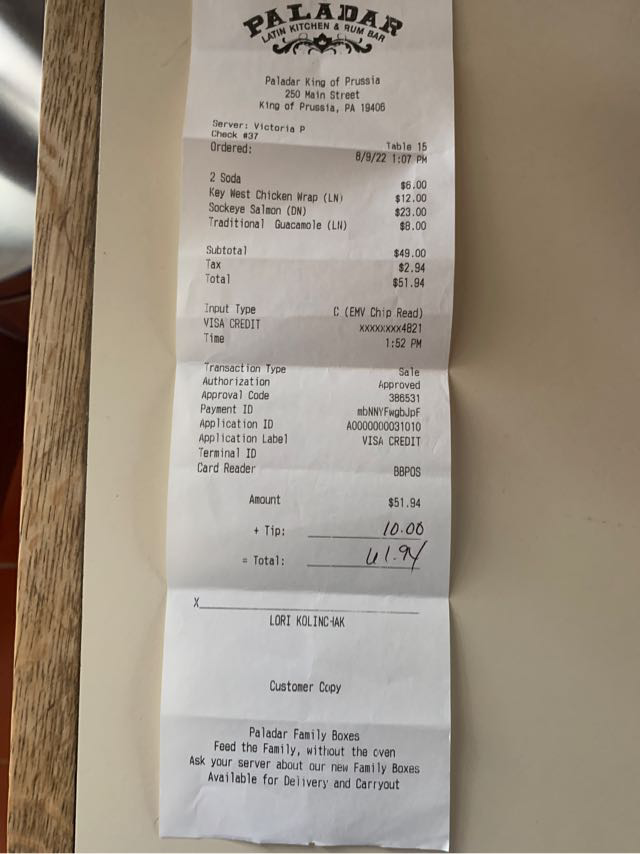 PALADAR
LATIN KITCHEN & RUM BAR
Paladar King of Prussia
250 Main Street
King of Prussia, PA 19406
Server: Victoria P
Check #37 Table 15
Ordered: 8/9/22 1:07 PM
2 Soda $6.00
Key West Chicken Wrap (LN) $12.00
Sockeye Salmon (DN) $23.00
Traditional Guacamole (LN) $8.00
Subtotal $49.00
Tax $2.94
Total $51.94
Input Type C (EMV Chip Read)
VISA CREDIT xxxxxxxx4821
Time 1:52 PM
Transaction Type Sale
Authorization Approved
Approval Code 386531
Payment ID mbNNYFwgbJpF
Application ID A0000000031010
Application Label VISA CREDIT
Terminal ID
Card Reader BBPOS
Amount $51.94
+ Tip: 10.00
= Total: 61.94
X
LORI KOLINCHAK
Customer Copy
Paladar Family Boxes
Feed the Family, without the oven
Ask your server about our new Family Boxes
Available for Delivery and Carryout